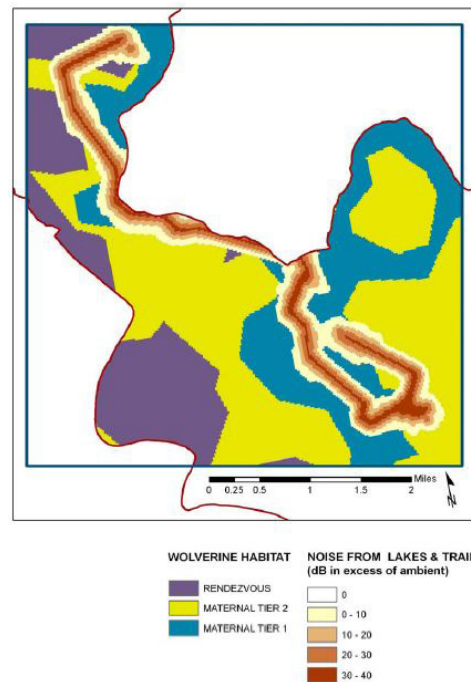 Miles
0 0.25 0.5 1 1.5 2
N
WOLVERINE HABITAT
RENDEZVOUS
MATERNAL TIER 2
MATERNAL TIER 1
NOISE FROM LAKES & TRAI
(dB in excess of ambient)
0
0 - 10
10 - 20
20 - 30
30 - 40